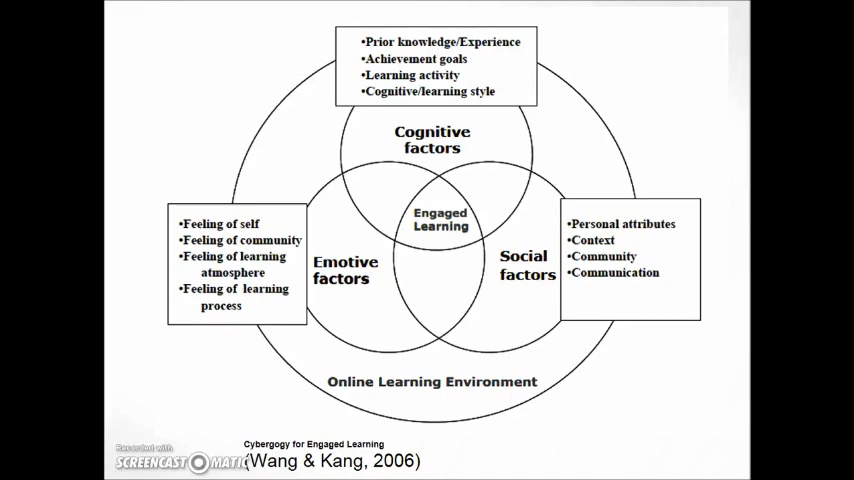 •Prior knowledge/Experience
•Achievement goals
•Learning activity
•Cognitive/learning style
Cognitive
factors
Engaged
Learning
•Feeling of self
•Feeling of community
•Feeling of learning
atmosphere
•Feeling of learning
process
Emotive
factors
Social
factors
•Personal attributes
•Context
•Community
•Communication
Online Learning Environment
Cybergogy for Engaged Learning
(Wang & Kang, 2006)
Recorded with
SCREENCAST MATIC